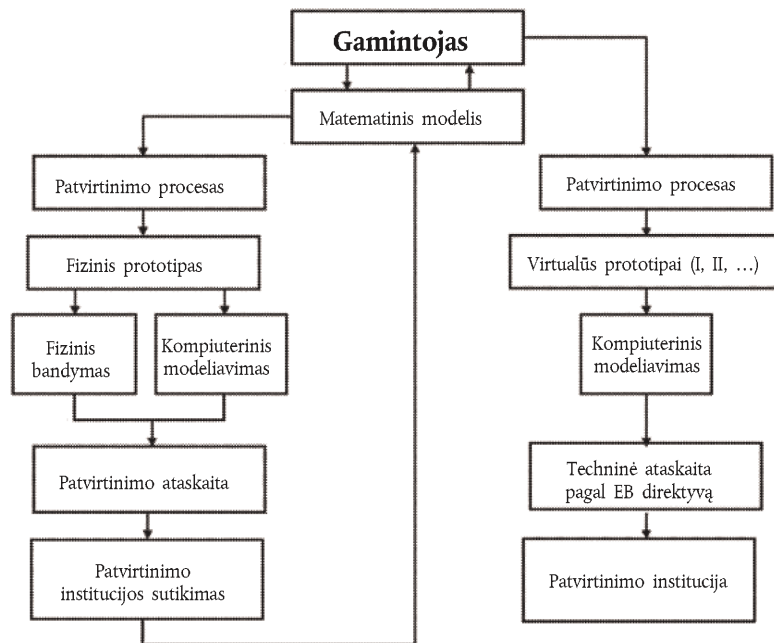 Gamintojas
Matematinis modelis
Patvirtinimo procesas
Fizinis prototipas
Fizinis
bandymas
Kompiuterinis
modeliavimas
Patvirtinimo ataskaita
Patvirtinimo
institucijos sutikimas
Patvirtinimo procesas
Virtualūs prototipai (I, II, …)
Kompiuterinis
modeliavimas
Techninė ataskaita
pagal EB direktyvą
Patvirtinimo institucija